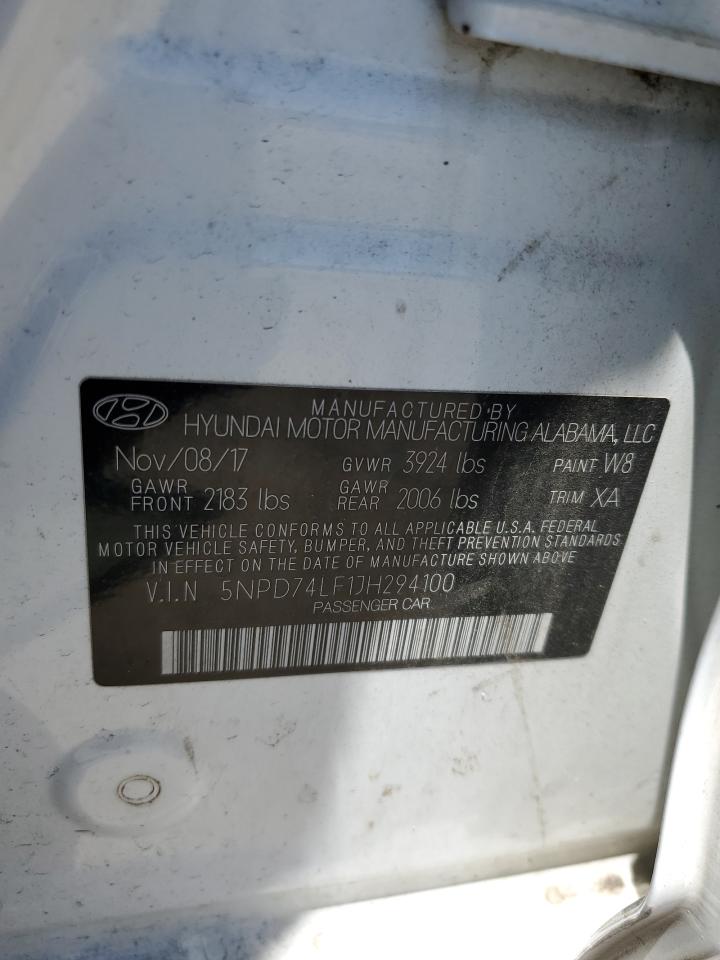 MANUFACTURED BY
HYUNDAI MOTOR MANUFACTURING ALABAMA, LLC
Nov/08/17 GVWR 3924 lbs PAINT W8
GAWR FRONT 2183 lbs GAWR REAR 2006 lbs TRIM XA
THIS VEHICLE CONFORMS TO ALL APPLICABLE U.S.A. FEDERAL
MOTOR VEHICLE SAFETY, BUMPER, AND THEFT PREVENTION STANDARDS
IN EFFECT ON THE DATE OF MANUFACTURE SHOWN ABOVE.
V.I.N 5NPD74LF1JH294100
PASSENGER CAR